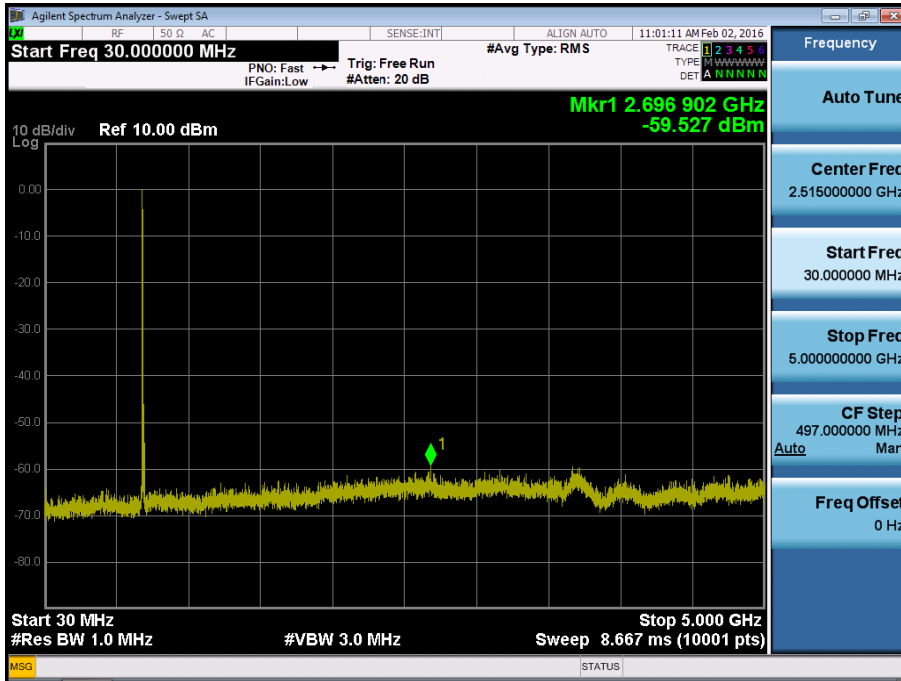 Agilent Spectrum Analyzer - Swept SA
LXI RF 50 Ω AC SENSE:INT ALIGN AUTO 11:01:11 AM Feb 02, 2016
Start Freq 30.000000 MHz
PNO: Fast
IFGain:Low
Trig: Free Run
#Atten: 20 dB
#Avg Type: RMS
TRACE 1 2 3 4 5 6
TYPE M WWWWW
DET A N N N N N
Mkr1 2.696 902 GHz
-59.527 dBm
10 dB/div Ref 10.00 dBm
Log
0.00
-10.0
-20.0
-30.0
-40.0
-50.0
-60.0
-70.0
-80.0
1
Start 30 MHz
Stop 5.000 GHz
#Res BW 1.0 MHz
#VBW 3.0 MHz
Sweep 8.667 ms (10001 pts)
MSG
STATUS
Frequency
Auto Tune
Center Freq
2.515000000 GHz
Start Freq
30.000000 MHz
Stop Freq
5.000000000 GHz
CF Step
497.000000 MHz
Auto Man
Freq Offset
0 Hz